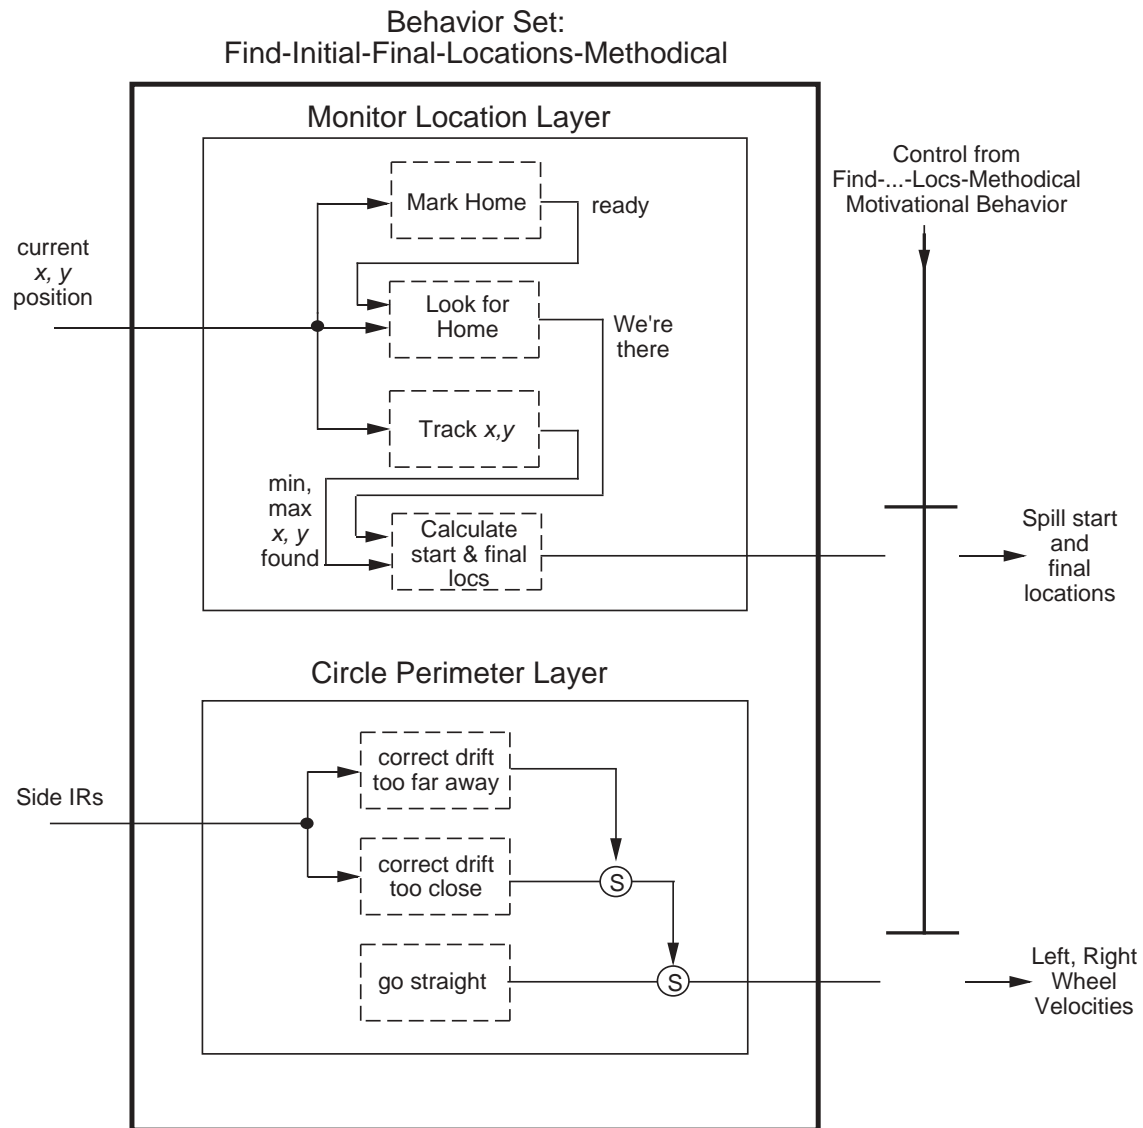 Behavior Set:
Find-Initial-Final-Locations-Methodical
Monitor Location Layer
Control from
Find-...-Locs-Methodical
Motivational Behavior
Mark Home
ready
current
x, y
position
Look for
Home
We're
there
Track x,y
min,
max
x, y
found
Calculate
start & final
locs
Spill start
and
final
locations
Circle Perimeter Layer
correct drift
too far away
Side IRs
correct drift
too close
S
go straight
S
Left, Right
Wheel
Velocities